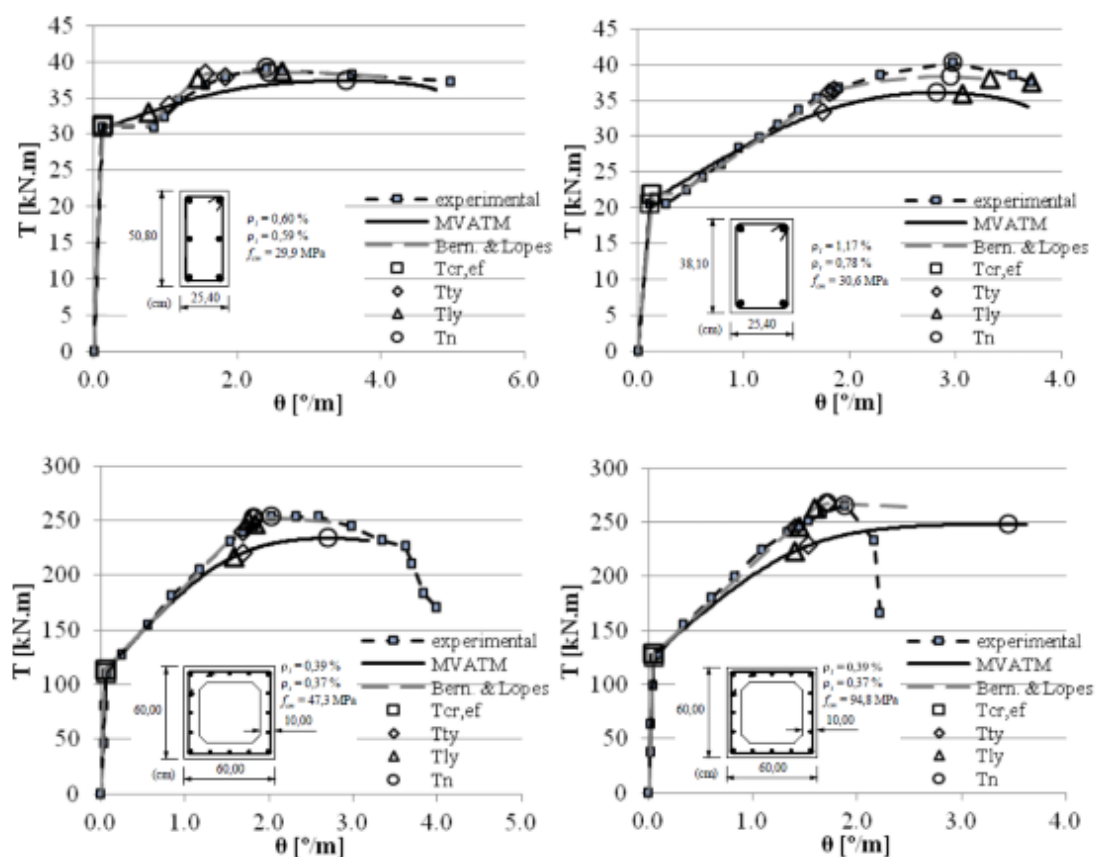 45
40
35
30
25
20
15
10
5
0
T [kN.m]
0.0 2.0 4.0 6.0
θ [º/m]
50,80
25,40
(cm)
ρl = 0,60 %
ρt = 0,59 %
fcm = 29,9 MPa
experimental
MVATM
Bern. & Lopes
Tcr,ef
Tty
Tly
Tn
45
40
35
30
25
20
15
10
5
0
T [kN.m]
0.0 1.0 2.0 3.0 4.0
θ [º/m]
38,10
25,40
(cm)
ρl = 1,17 %
ρt = 0,78 %
fcm = 30,6 MPa
experimental
MVATM
Bern. & Lopes
Tcr,ef
Tty
Tly
Tn
300
250
200
150
100
50
0
T [kN.m]
0.0 1.0 2.0 3.0 4.0 5.0
θ [º/m]
60,00
10,00
60,00
(cm)
ρl = 0,39 %
ρt = 0,37 %
fcm = 47,3 MPa
experimental
MVATM
Bern. & Lopes
Tcr,ef
Tty
Tly
Tn
300
250
200
150
100
50
0
T [kN.m]
0.0 1.0 2.0 3.0 4.0
θ [º/m]
60,00
10,00
60,00
(cm)
ρl = 0,39 %
ρt = 0,37 %
fcm = 94,8 MPa
experimental
MVATM
Bern. & Lopes
Tcr,ef
Tty
Tly
Tn